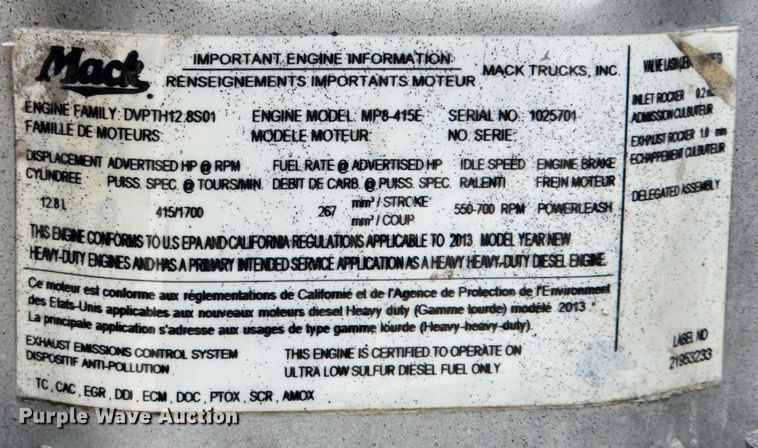 Mack
IMPORTANT ENGINE INFORMATION
RENSEIGNEMENTS IMPORTANTS MOTEUR
MACK TRUCKS, INC.
ENGINE FAMILY: DVPTH12.8S01 ENGINE MODEL: MP8-415E SERIAL NO: 1025701
FAMILLE DE MOTEURS: MODELE MOTEUR: NO. SERIE:
DISPLACEMENT ADVERTISED HP @ RPM FUEL RATE @ ADVERTISED HP IDLE SPEED ENGINE BRAKE
CYLINDREE PUISS. SPEC. @ TOURS/MIN. DEBIT DE CARB. @ PUISS. SPEC. RALENTI FREIN MOTEUR
12.8 L 415/1700 267 mm³ / STROKE 550-700 RPM POWERLEASH
mm³ / COUP
THIS ENGINE CONFORMS TO U.S EPA AND CALIFORNIA REGULATIONS APPLICABLE TO 2013 MODEL YEAR NEW
HEAVY-DUTY ENGINES AND HAS A PRIMARY INTENDED SERVICE APPLICATION AS A HEAVY HEAVY-DUTY DIESEL ENGINE.
Ce moteur est conforme aux réglementations de Californié et de l'Agence de Protection de l'Environment
des Etats-Unis applicables aux nouveaux moteurs diesel Heavy duty (Gamme lourde) modélé 2013
La principale application s'adresse aux usages de type gamme lourde (Heavy-heavy-duty).
EXHAUST EMISSIONS CONTROL SYSTEM
DISPOSITIF ANTI-POLLUTION
THIS ENGINE IS CERTIFIED TO OPERATE ON
ULTRA LOW SULFUR DIESEL FUEL ONLY
TC, CAC, EGR, DDI, ECM, DOC, PTOX, SCR, AMOX
VALVE LASH
INLET ROCKER
ADMISSION CULBUTEUR
EXHAUST ROCKER 1.0 mm
ECHAPPEMENT CULBUTEUR
DELEGATED ASSEMBLY
LABEL NO
21953233
Purple Wave Auction